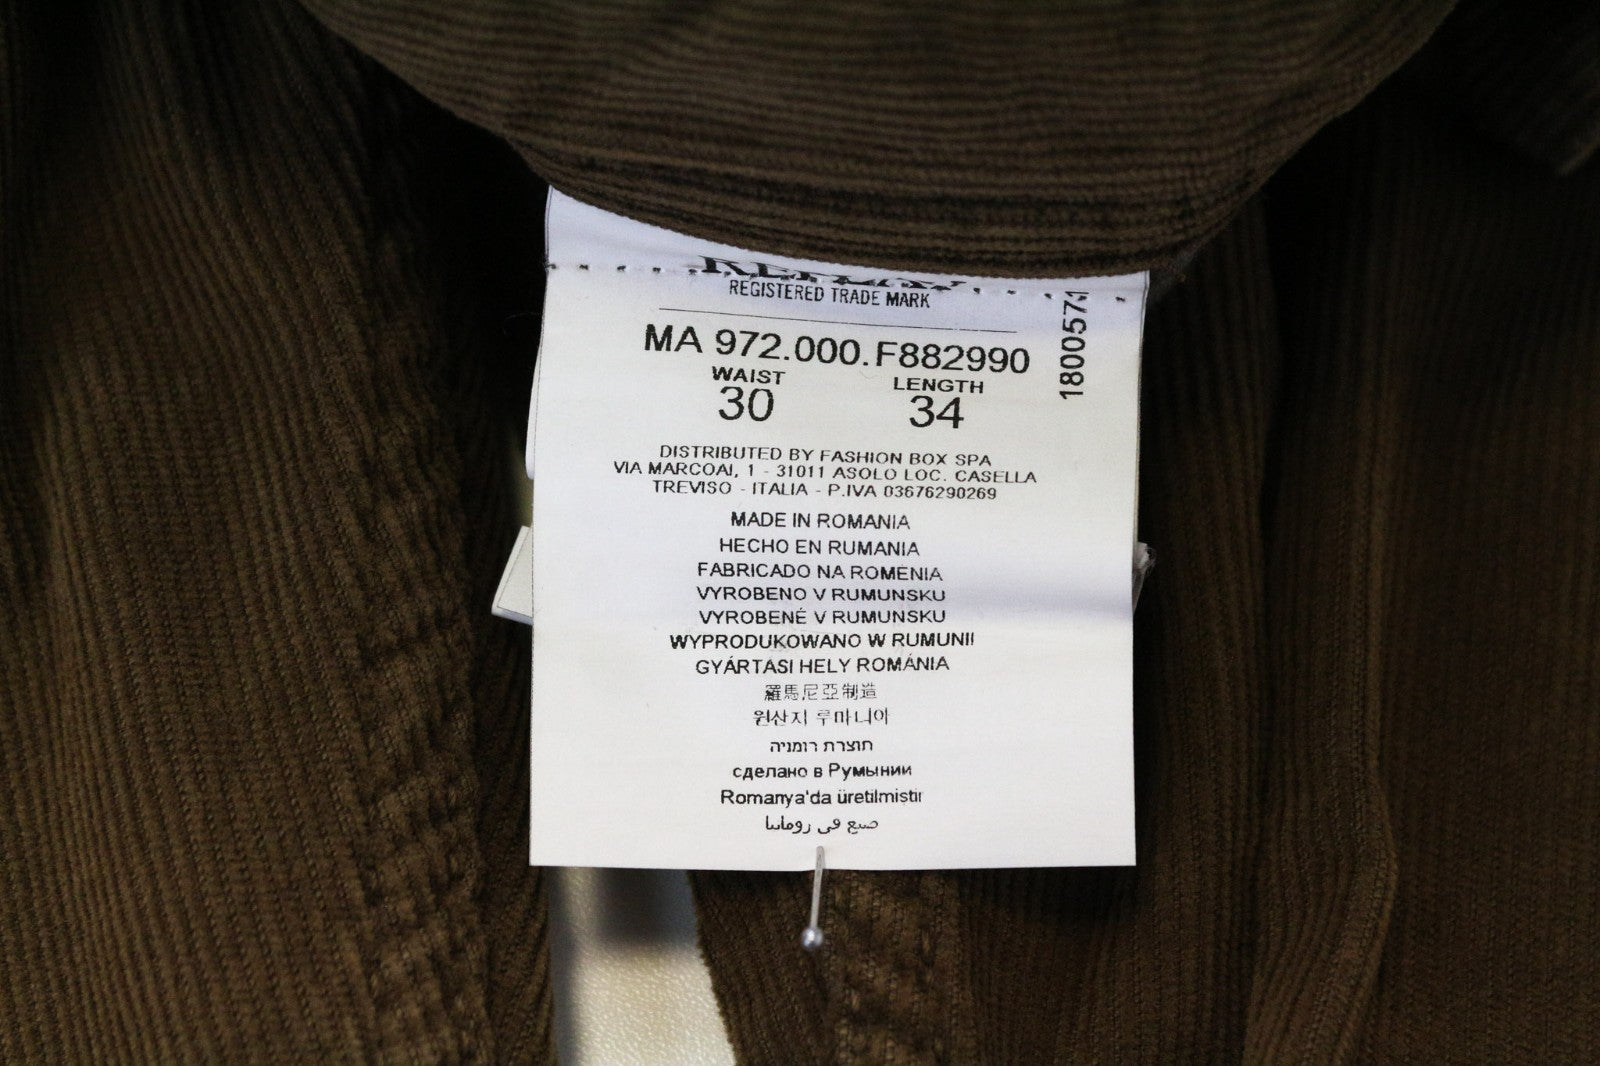 REPLAY
REGISTERED TRADE MARK
MA 972.000.F882990
1800571
WAIST LENGTH
30 34
DISTRIBUTED BY FASHION BOX SPA
VIA MARCOAI, 1 - 31011 ASOLO LOC. CASELLA
TREVISO - ITALIA - P.IVA 03676290269
MADE IN ROMANIA
HECHO EN RUMANIA
FABRICADO NA ROMÉNIA
VYROBENO V RUMUNSKU
VYROBENÉ V RUMUNSKU
WYPRODUKOWANO W RUMUNII
GYÁRTASI HELY ROMÁNIA
羅馬尼亞制造
원산지 루마니아
תוצרת רומניה
сделано в Румынии
Romanya'da üretilmistir
صنع في رومانيا